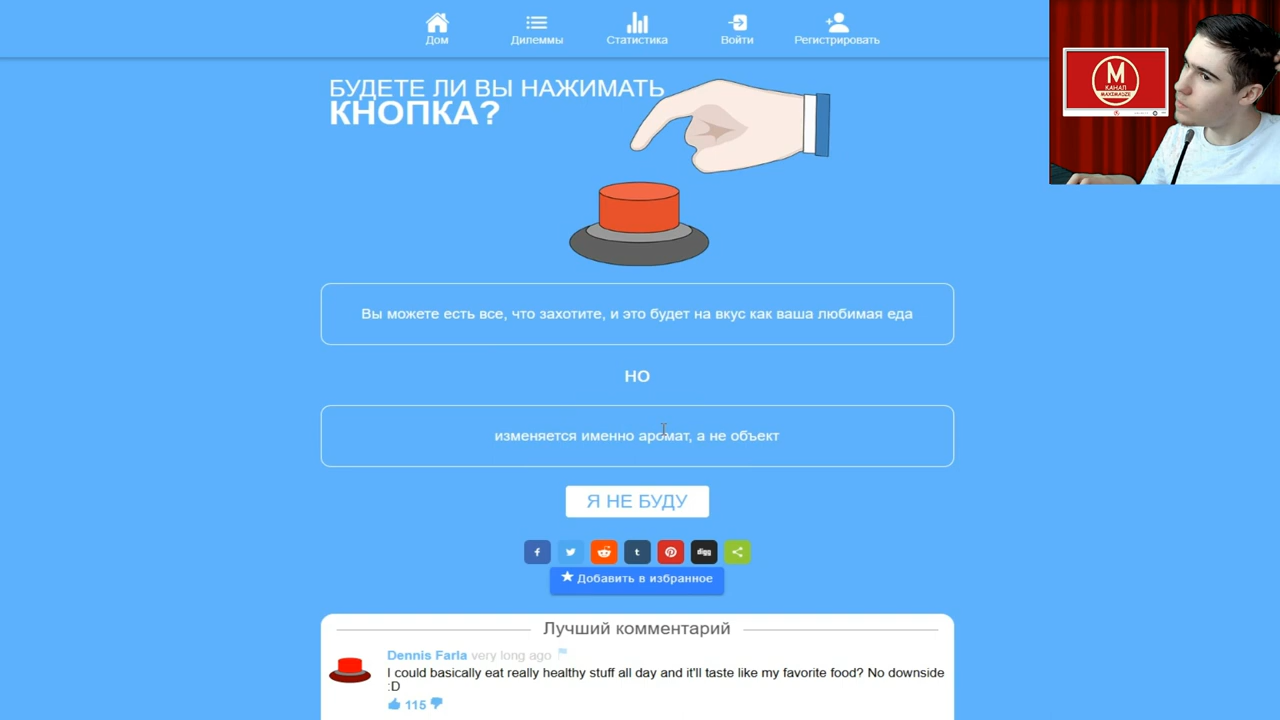 Дом
Дилеммы
Статистика
Войти
Регистрировать
БУДЕТЕ ЛИ ВЫ НАЖИМАТЬ
КНОПКА?
М
КАНАЛ
MAXIMADZE
Вы можете есть все, что захотите, и это будет на вкус как ваша любимая еда
НО
изменяется именно аромат, а не объект
Я НЕ БУДУ
f
t
digg
Добавить в избранное
Лучший комментарий
Dennis Farla very long ago
I could basically eat really healthy stuff all day and it'll taste like my favorite food? No downside
:D
115